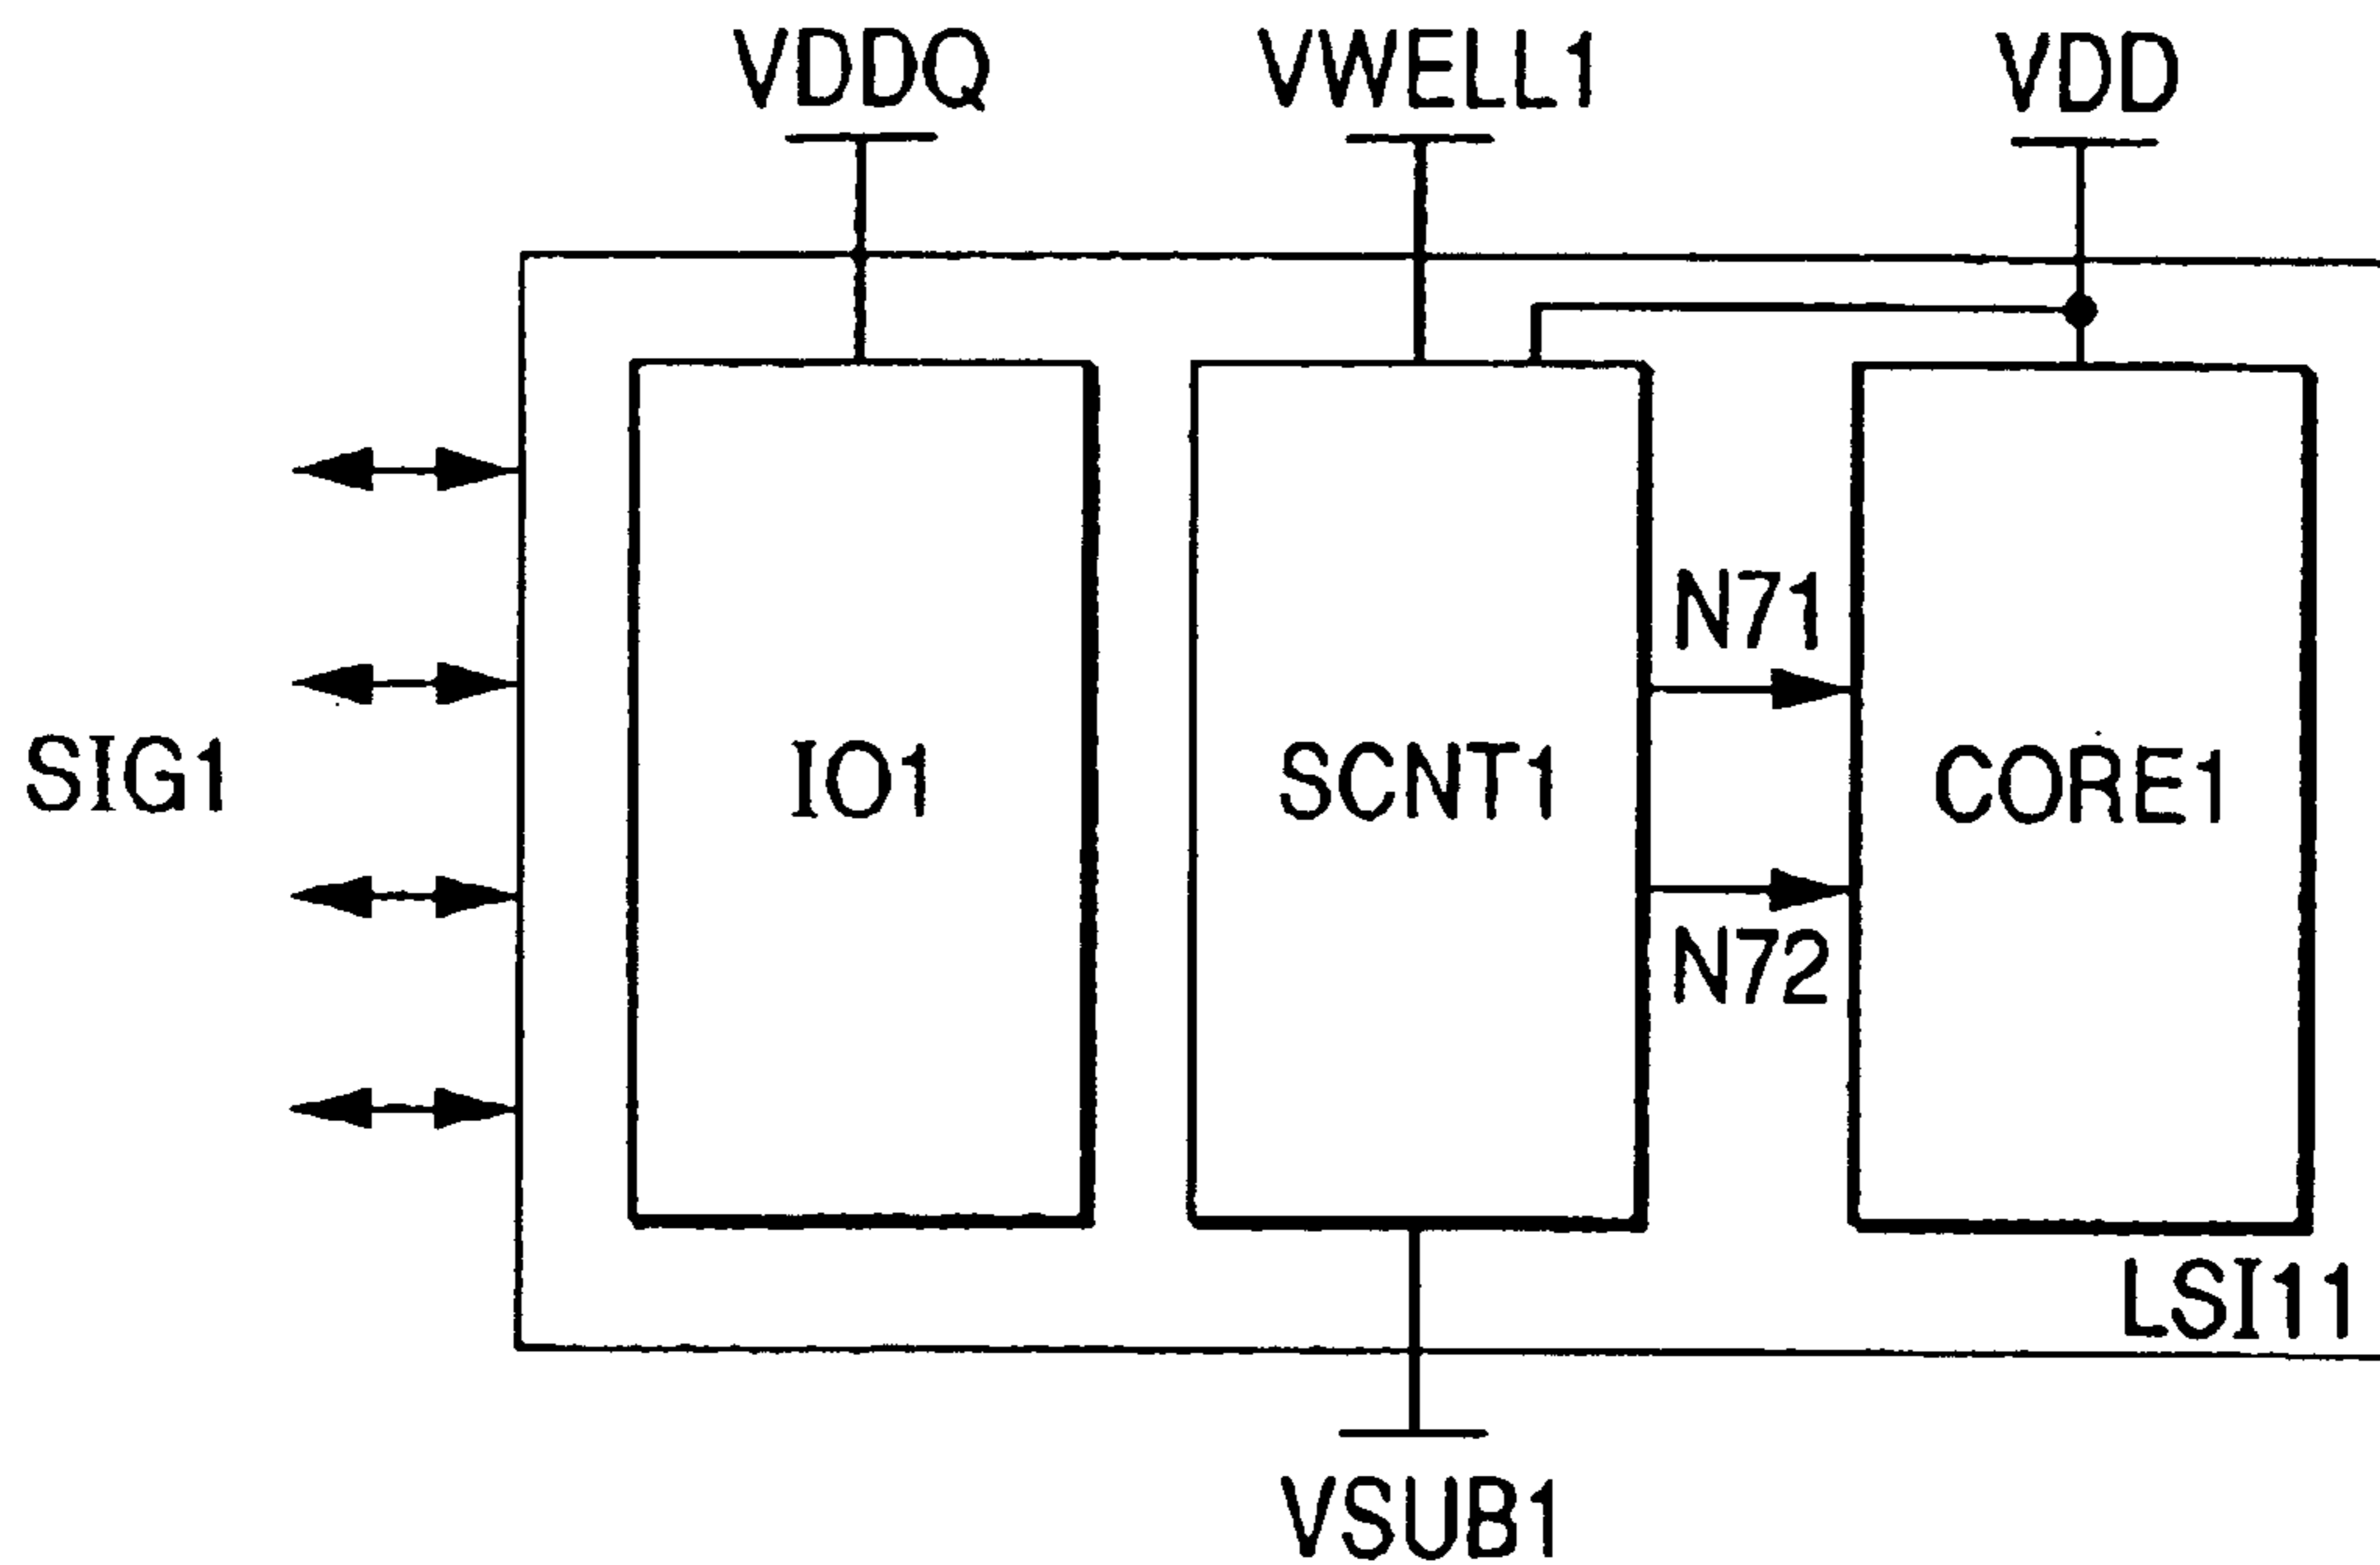 VDDQ
VWELL1
VDD
N71
SIG1
IO1
SCNT1
CORE1
N72
LSI11
VSUB1